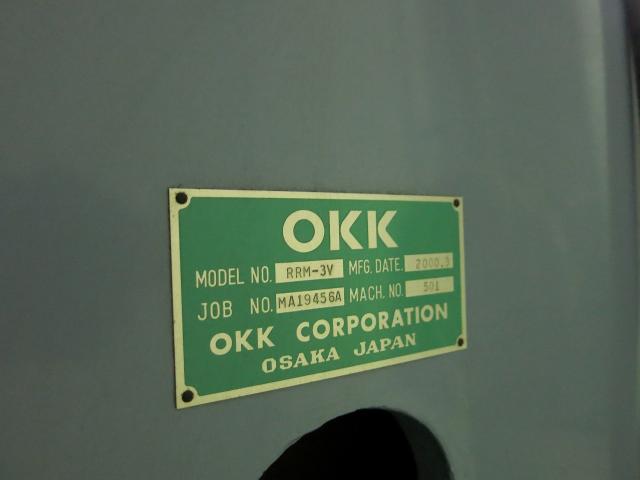 OKK
MODEL NO. RRM-3V MFG. DATE. 2000.3
JOB NO. MA19456A MACH. NO. 501
OKK CORPORATION
OSAKA JAPAN